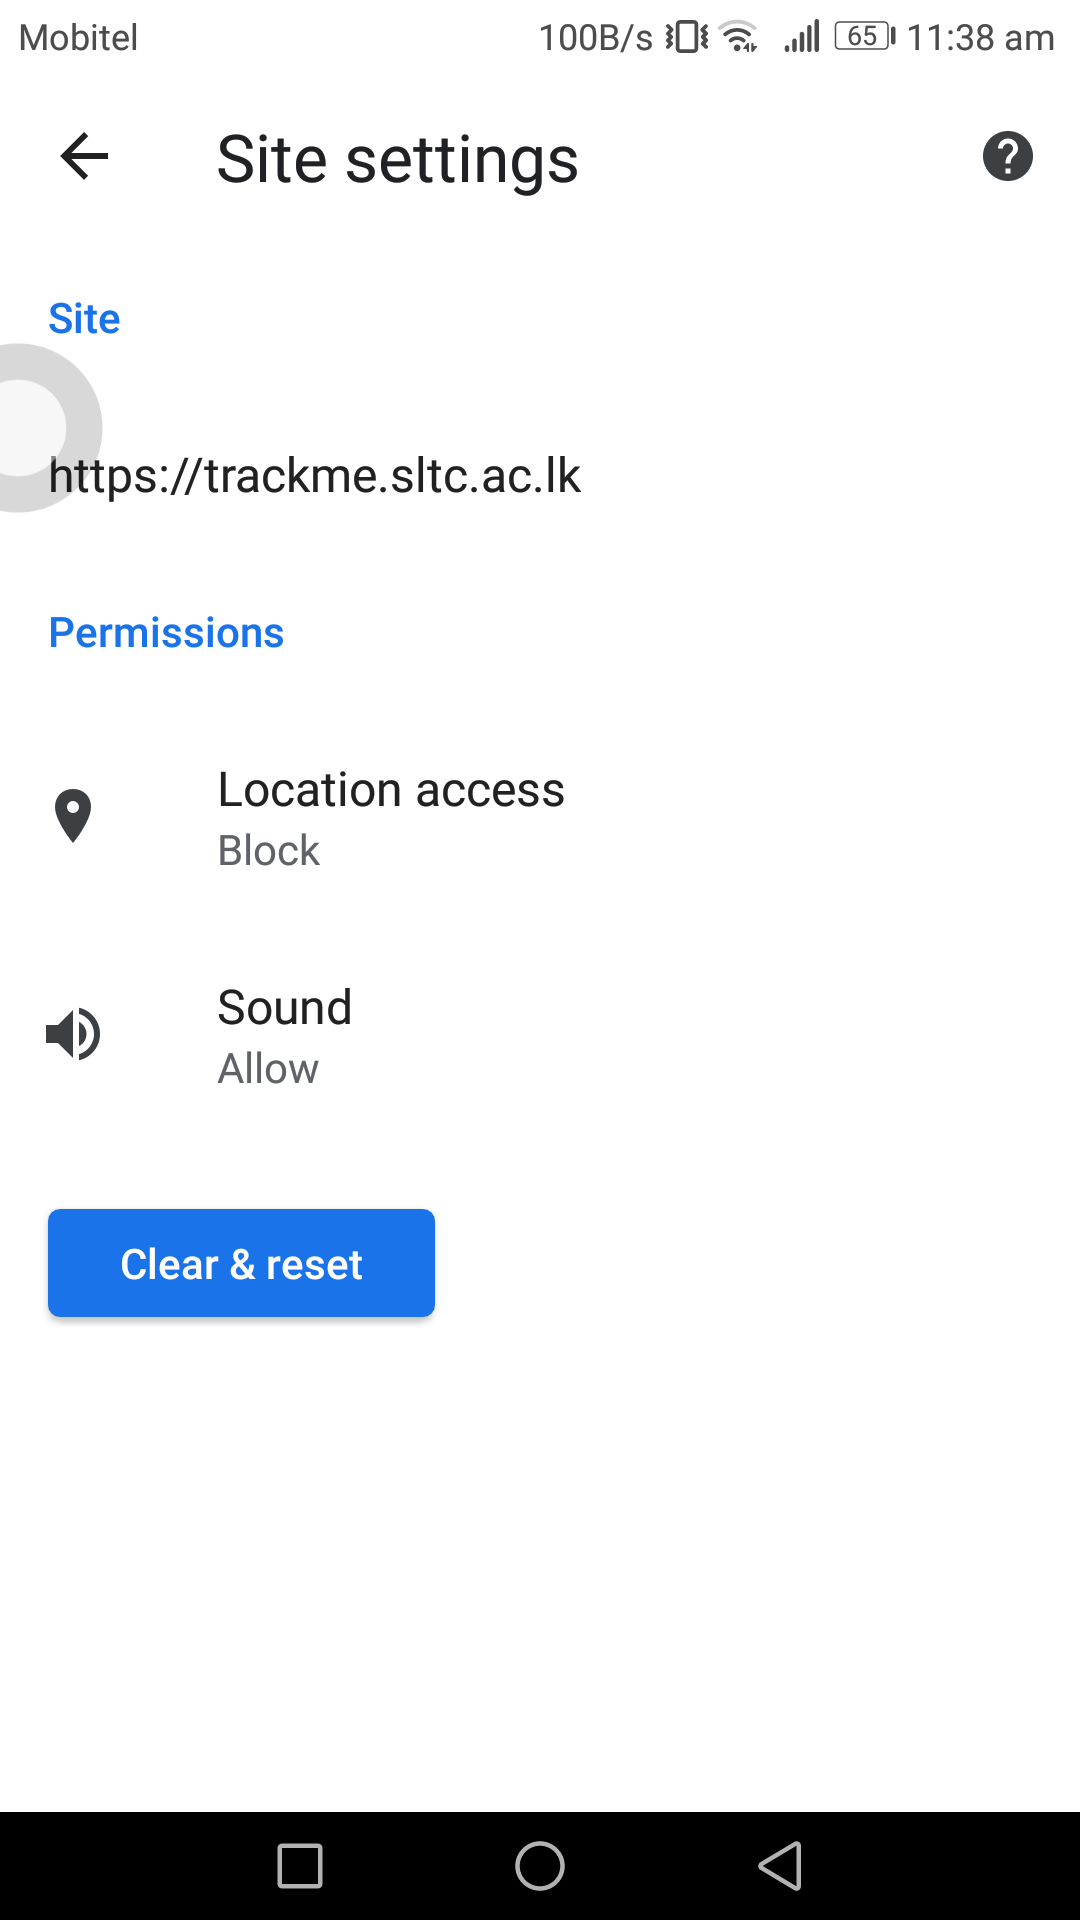 Mobitel 100B/s 65 11:38 am
Site settings
Site
https://trackme.sltc.ac.lk
Permissions
Location access
Block
Sound
Allow
Clear & reset